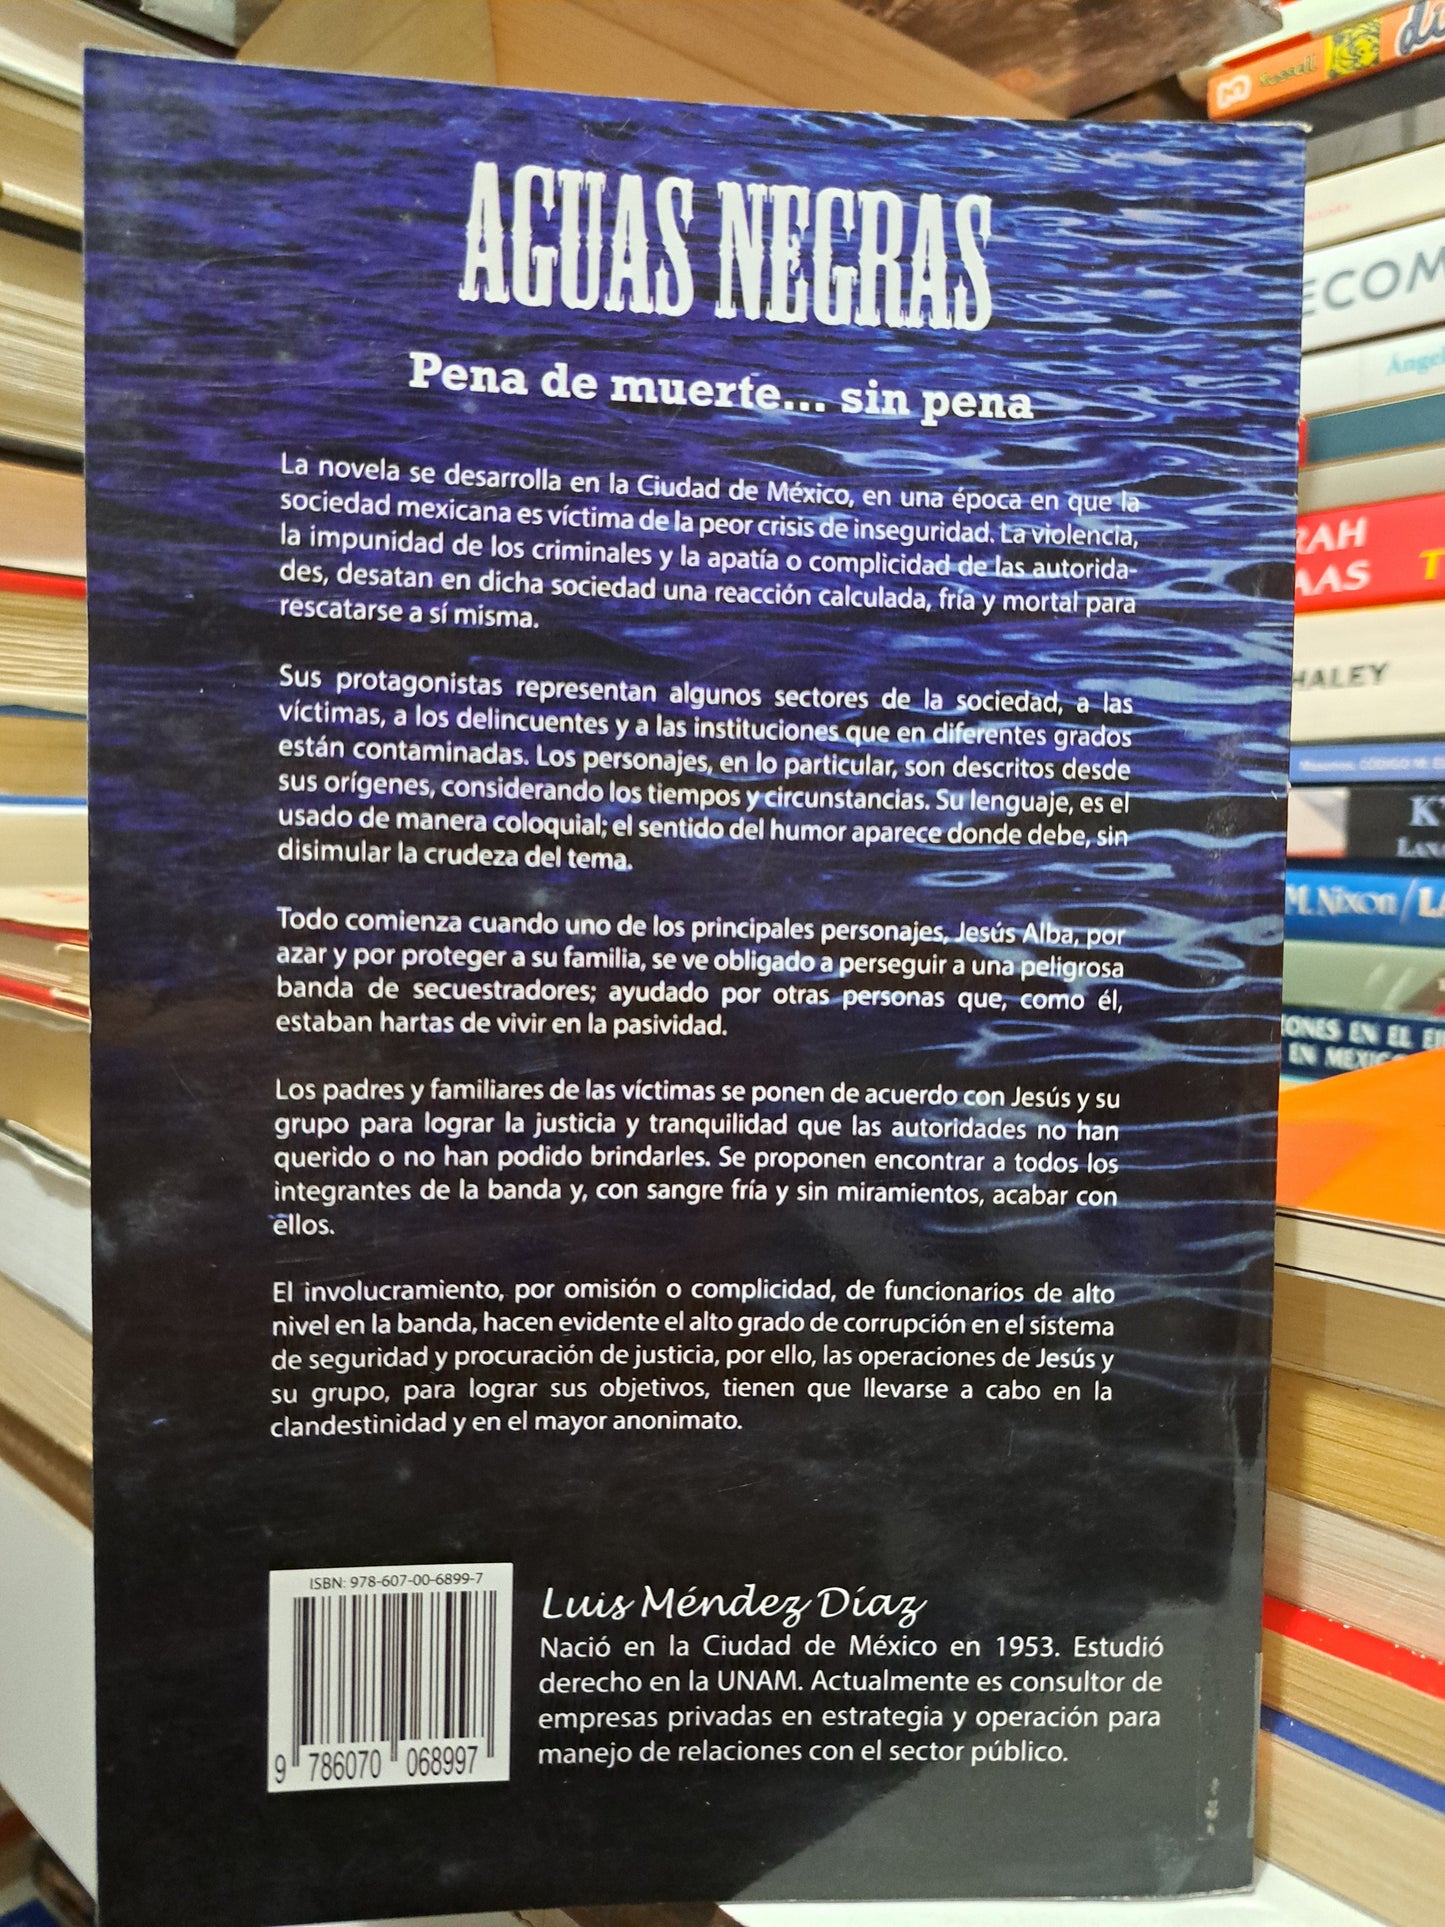 AGUAS NEGRAS
Pena de muerte... sin pena
La novela se desarrolla en la Ciudad de México, en una época en que la
sociedad mexicana es víctima de la peor crisis de inseguridad. La violencia,
la impunidad de los criminales y la apatía o complicidad de las autorida-
des, desatan en dicha sociedad una reacción calculada, fría y mortal para
rescatarse a sí misma.
Sus protagonistas representan algunos sectores de la sociedad, a las
víctimas, a los delincuentes y a las instituciones que en diferentes grados
están contaminadas. Los personajes, en lo particular, son descritos desde
sus orígenes, considerando los tiempos y circunstancias. Su lenguaje, es el
usado de manera coloquial; el sentido del humor aparece donde debe, sin
disimular la crudeza del tema.
Todo comienza cuando uno de los principales personajes, Jesús Alba, por
azar y por proteger a su familia, se ve obligado a perseguir a una peligrosa
banda de secuestradores; ayudado por otras personas que, como él,
estaban hartas de vivir en la pasividad.
Los padres y familiares de las víctimas se ponen de acuerdo con Jesús y su
grupo para lograr la justicia y tranquilidad que las autoridades no han
querido o no han podido brindarles. Se proponen encontrar a todos los
integrantes de la banda y, con sangre fría y sin miramientos, acabar con
ellos.
El involucramiento, por omisión o complicidad, de funcionarios de alto
nivel en la banda, hacen evidente el alto grado de corrupción en el sistema
de seguridad y procuración de justicia, por ello, las operaciones de Jesús y
su grupo, para lograr sus objetivos, tienen que llevarse a cabo en la
clandestinidad y en el mayor anonimato.
ISBN: 978-607-00-6899-7
9 786070 068997
Luis Méndez Díaz
Nació en la Ciudad de México en 1953. Estudió
derecho en la UNAM. Actualmente es consultor de
empresas privadas en estrategia y operación para
manejo de relaciones con el sector público.
ECOM
Ángel
RAH
AAS
HALEY
M. Nixon / LA
IONES EN EL
EN MÉXICO